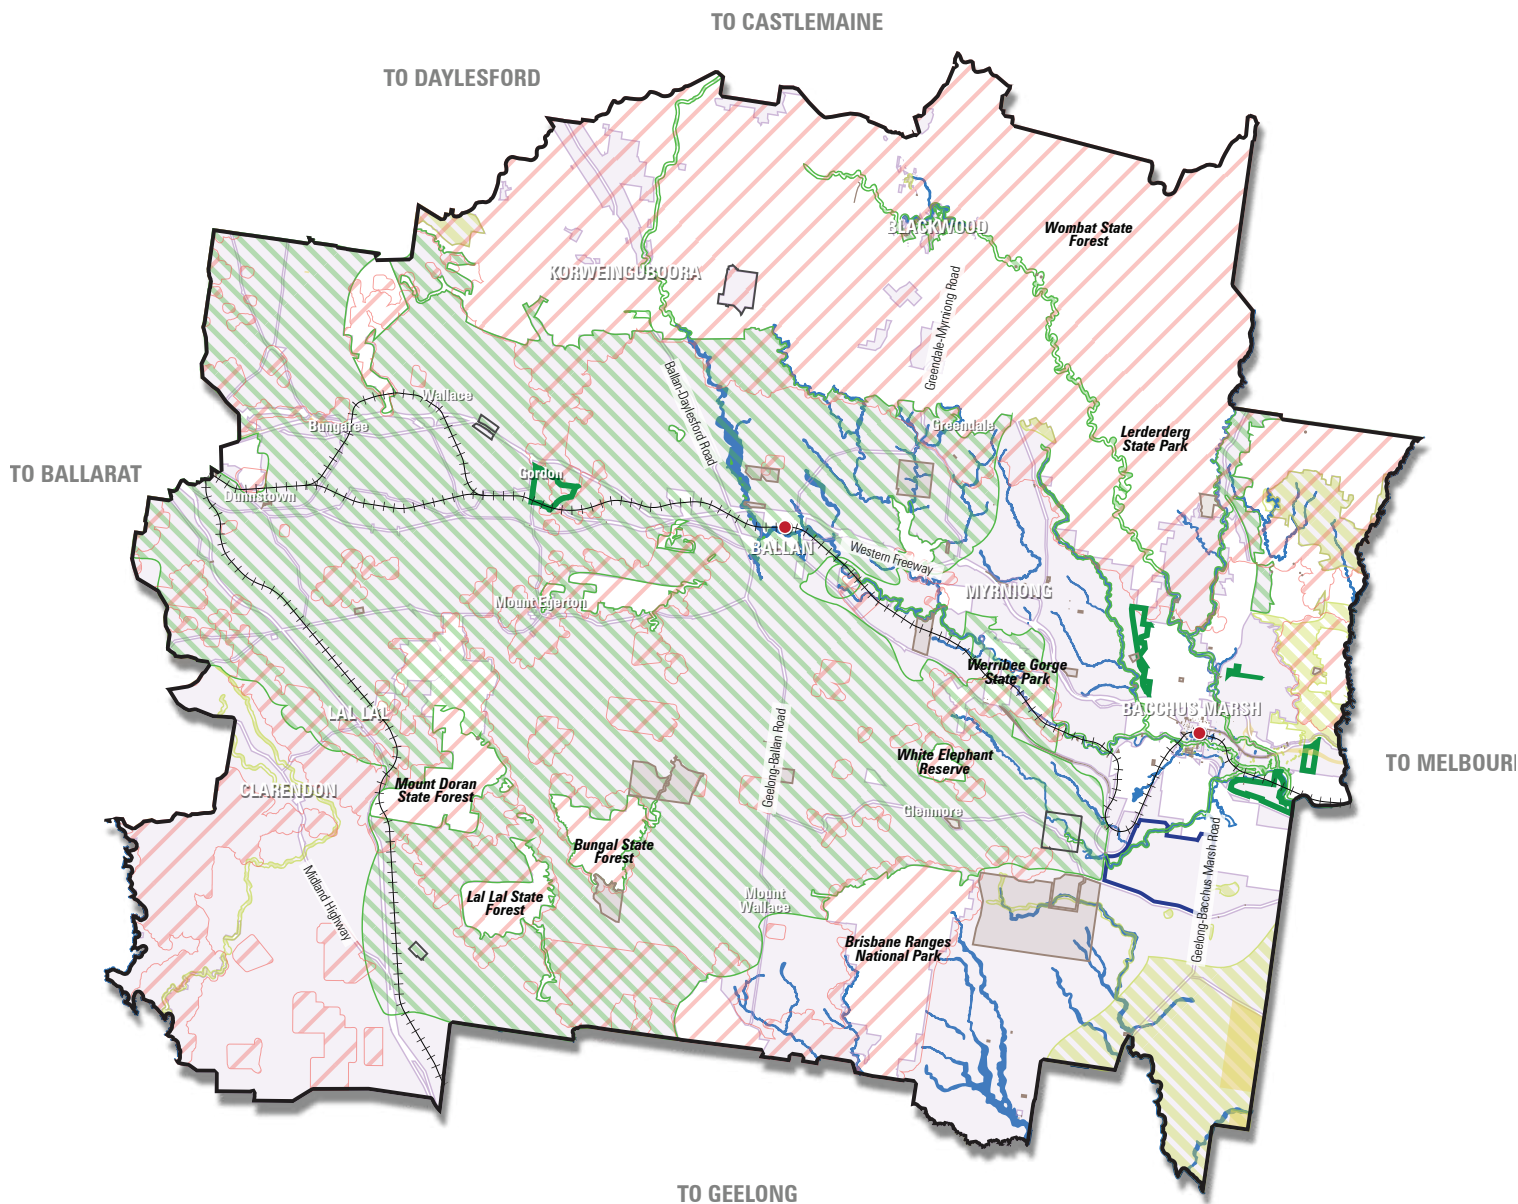 TO CASTLEMAINE
TO DAYLESFORD
BLACKWOOD
Wombat State
Forest
KORWEINGUBOORA
Greendale-Myrniong Road
Ballan-Daylesford Road
Wallace
Bungaree
Greendale
Lerderderg
State Park
TO BALLARAT
Gordon
Dunnstown
BALLAN
Western Freeway
MYRNIONG
Mount Egerton
Werribee Gorge
State Park
LAL LAL
BACCHUS MARSH
Geelong-Ballan Road
White Elephant
Reserve
TO MELBOUR
CLARENDON
Mount Doran
State Forest
Glenmore
Geelong-Bacchus Marsh Road
Bungal State
Forest
Midland Highway
Lal Lal State
Forest
Mount
Wallace
Brisbane Ranges
National Park
TO GEELONG